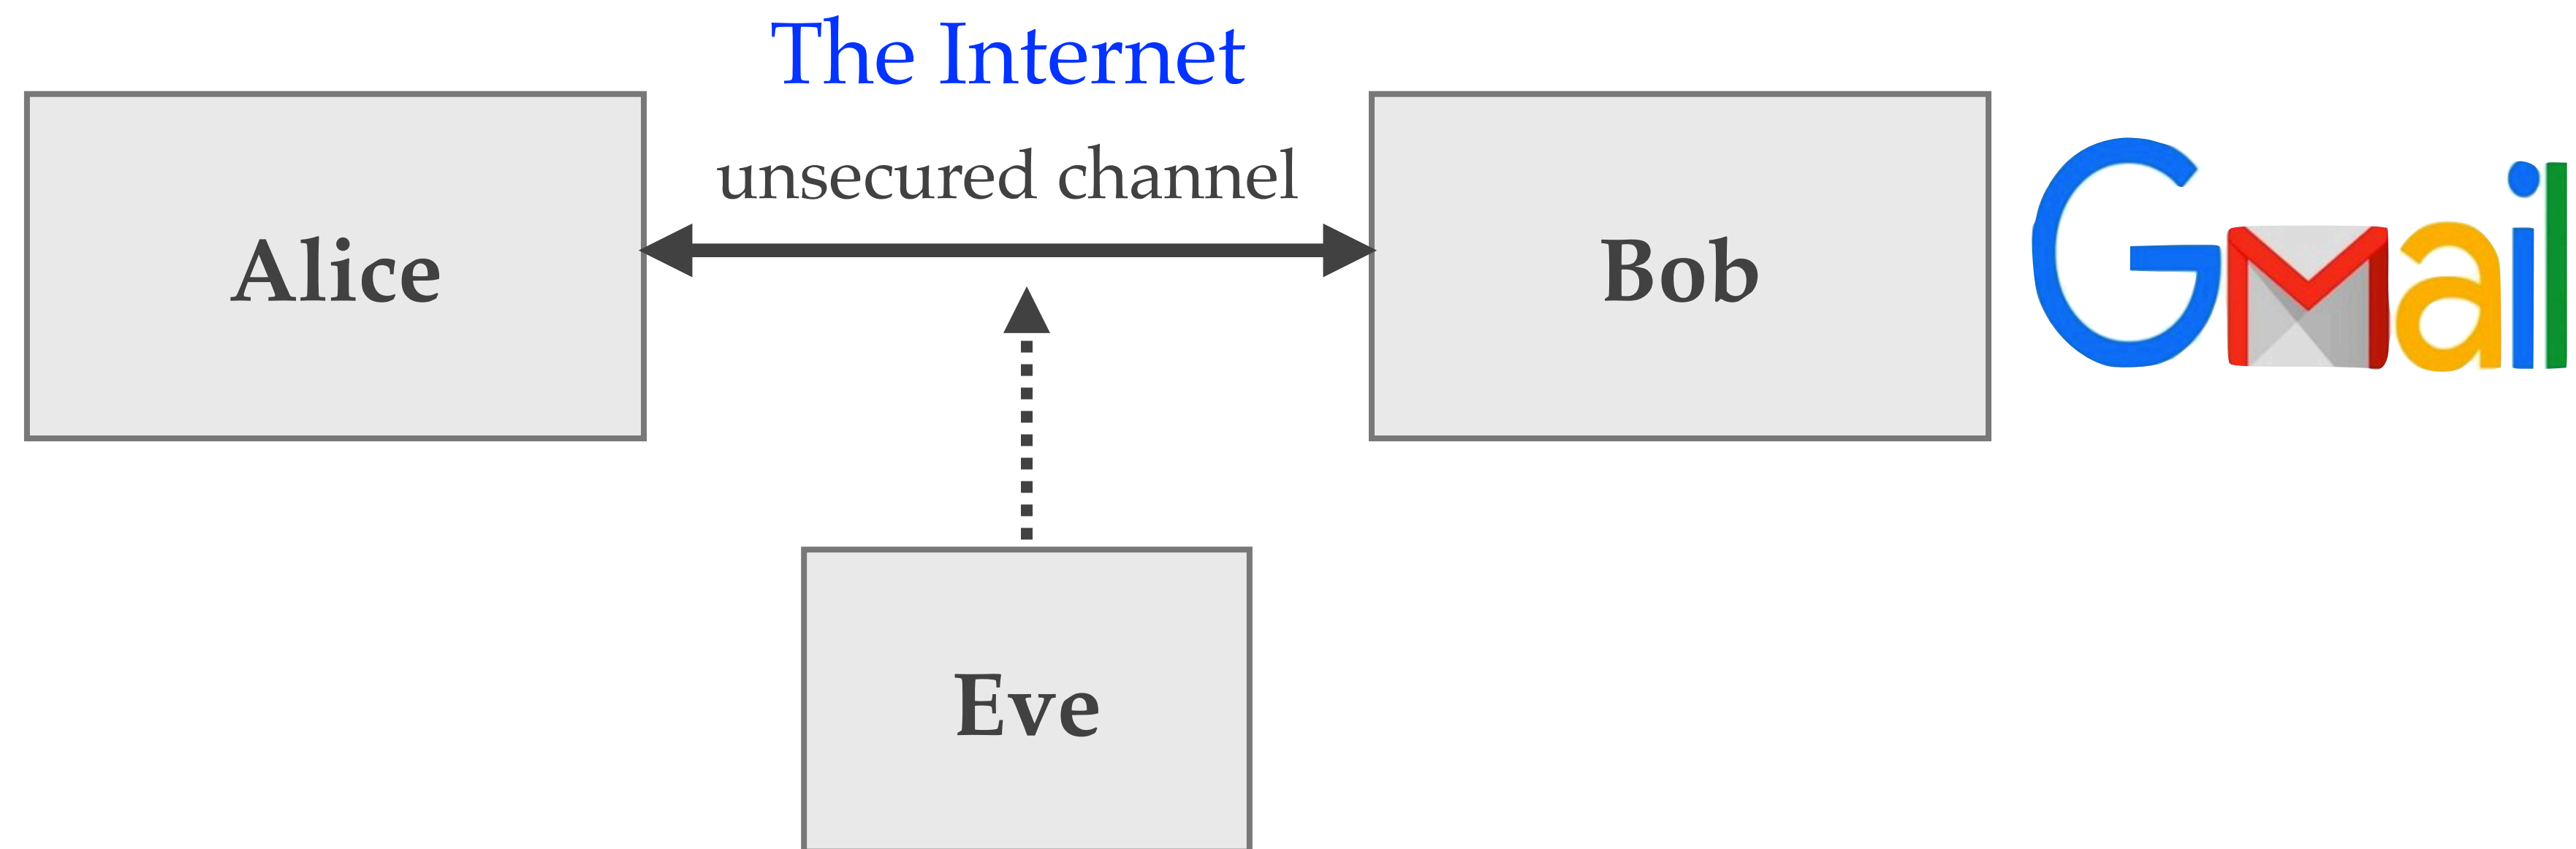 The Internet
unsecured channel
Alice
Bob
Gmail
Eve